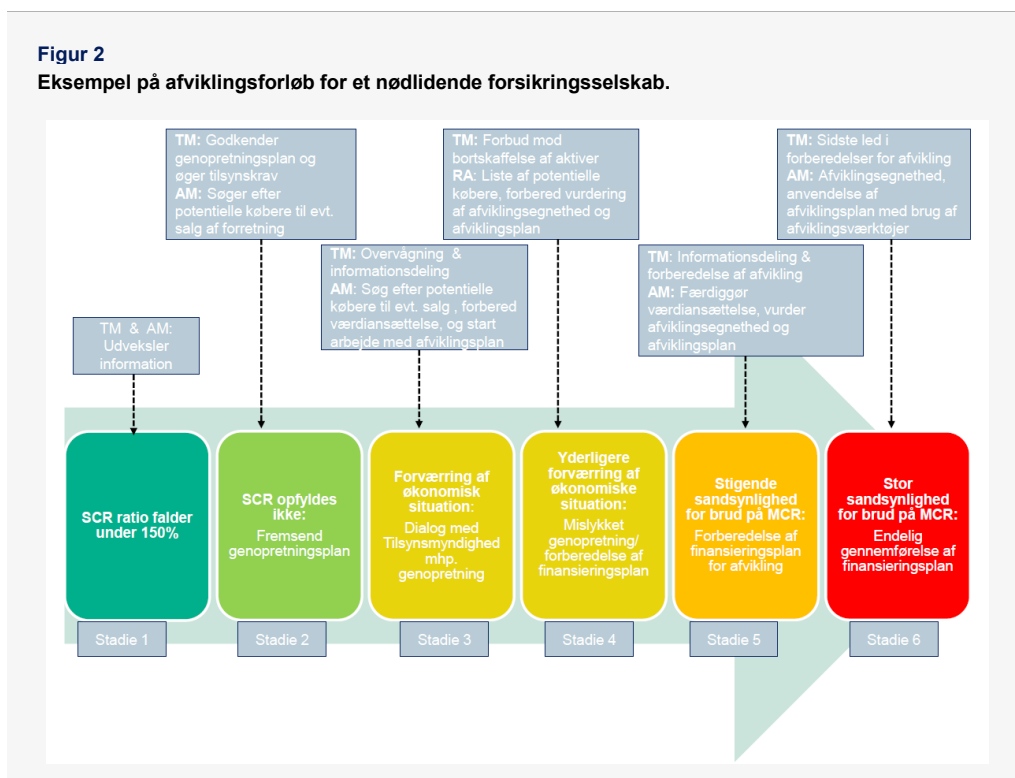 Figur 2
Eksempel på afviklingsforløb for et nødlidende forsikringsselskab.
TM: Godkender
genopretningsplan og
øger tilsynskrav
AM: Søger efter
potentielle købere til evt.
salg af forretning
TM: Forbud mod
bortskaffelse af aktiver
RA: Liste af potentielle
købere, forbered vurdering
af afviklingsegnethed og
afviklingsplan
TM: Sidste led i
forberedelser for afvikling
AM: Afviklingsegnethed,
anvendelse af
afviklingsplan med brug af
afviklingsværktøjer
TM: Overvågning &
informationsdeling
AM: Søg efter potentielle
købere til evt. salg , forbered
værdiansættelse, og start
arbejde med afviklingsplan
TM: Informationsdeling &
forberedelse af afvikling
AM: Færdiggør
værdiansættelse, vurder
afviklingsegnethed og
afviklingsplan
TM & AM:
Udveksler
information
SCR ratio falder
under 150%
SCR opfyldes
ikke:
Fremsend
genopretningsplan
Forværring af
økonomisk
situation:
Dialog med
Tilsynsmyndighed
mhp.
genopretning
Yderligere
forværring af
økonomiske
situation:
Mislykket
genopretning/
forberedelse af
finansieringsplan
Stigende
sandsynlighed
for brud på MCR:
Forberedelse af
finansieringsplan
for afvikling
Stor
sandsynlighed
for brud på MCR:
Endelig
gennemførelse af
finansieringsplan
Stadie 1
Stadie 2
Stadie 3
Stadie 4
Stadie 5
Stadie 6